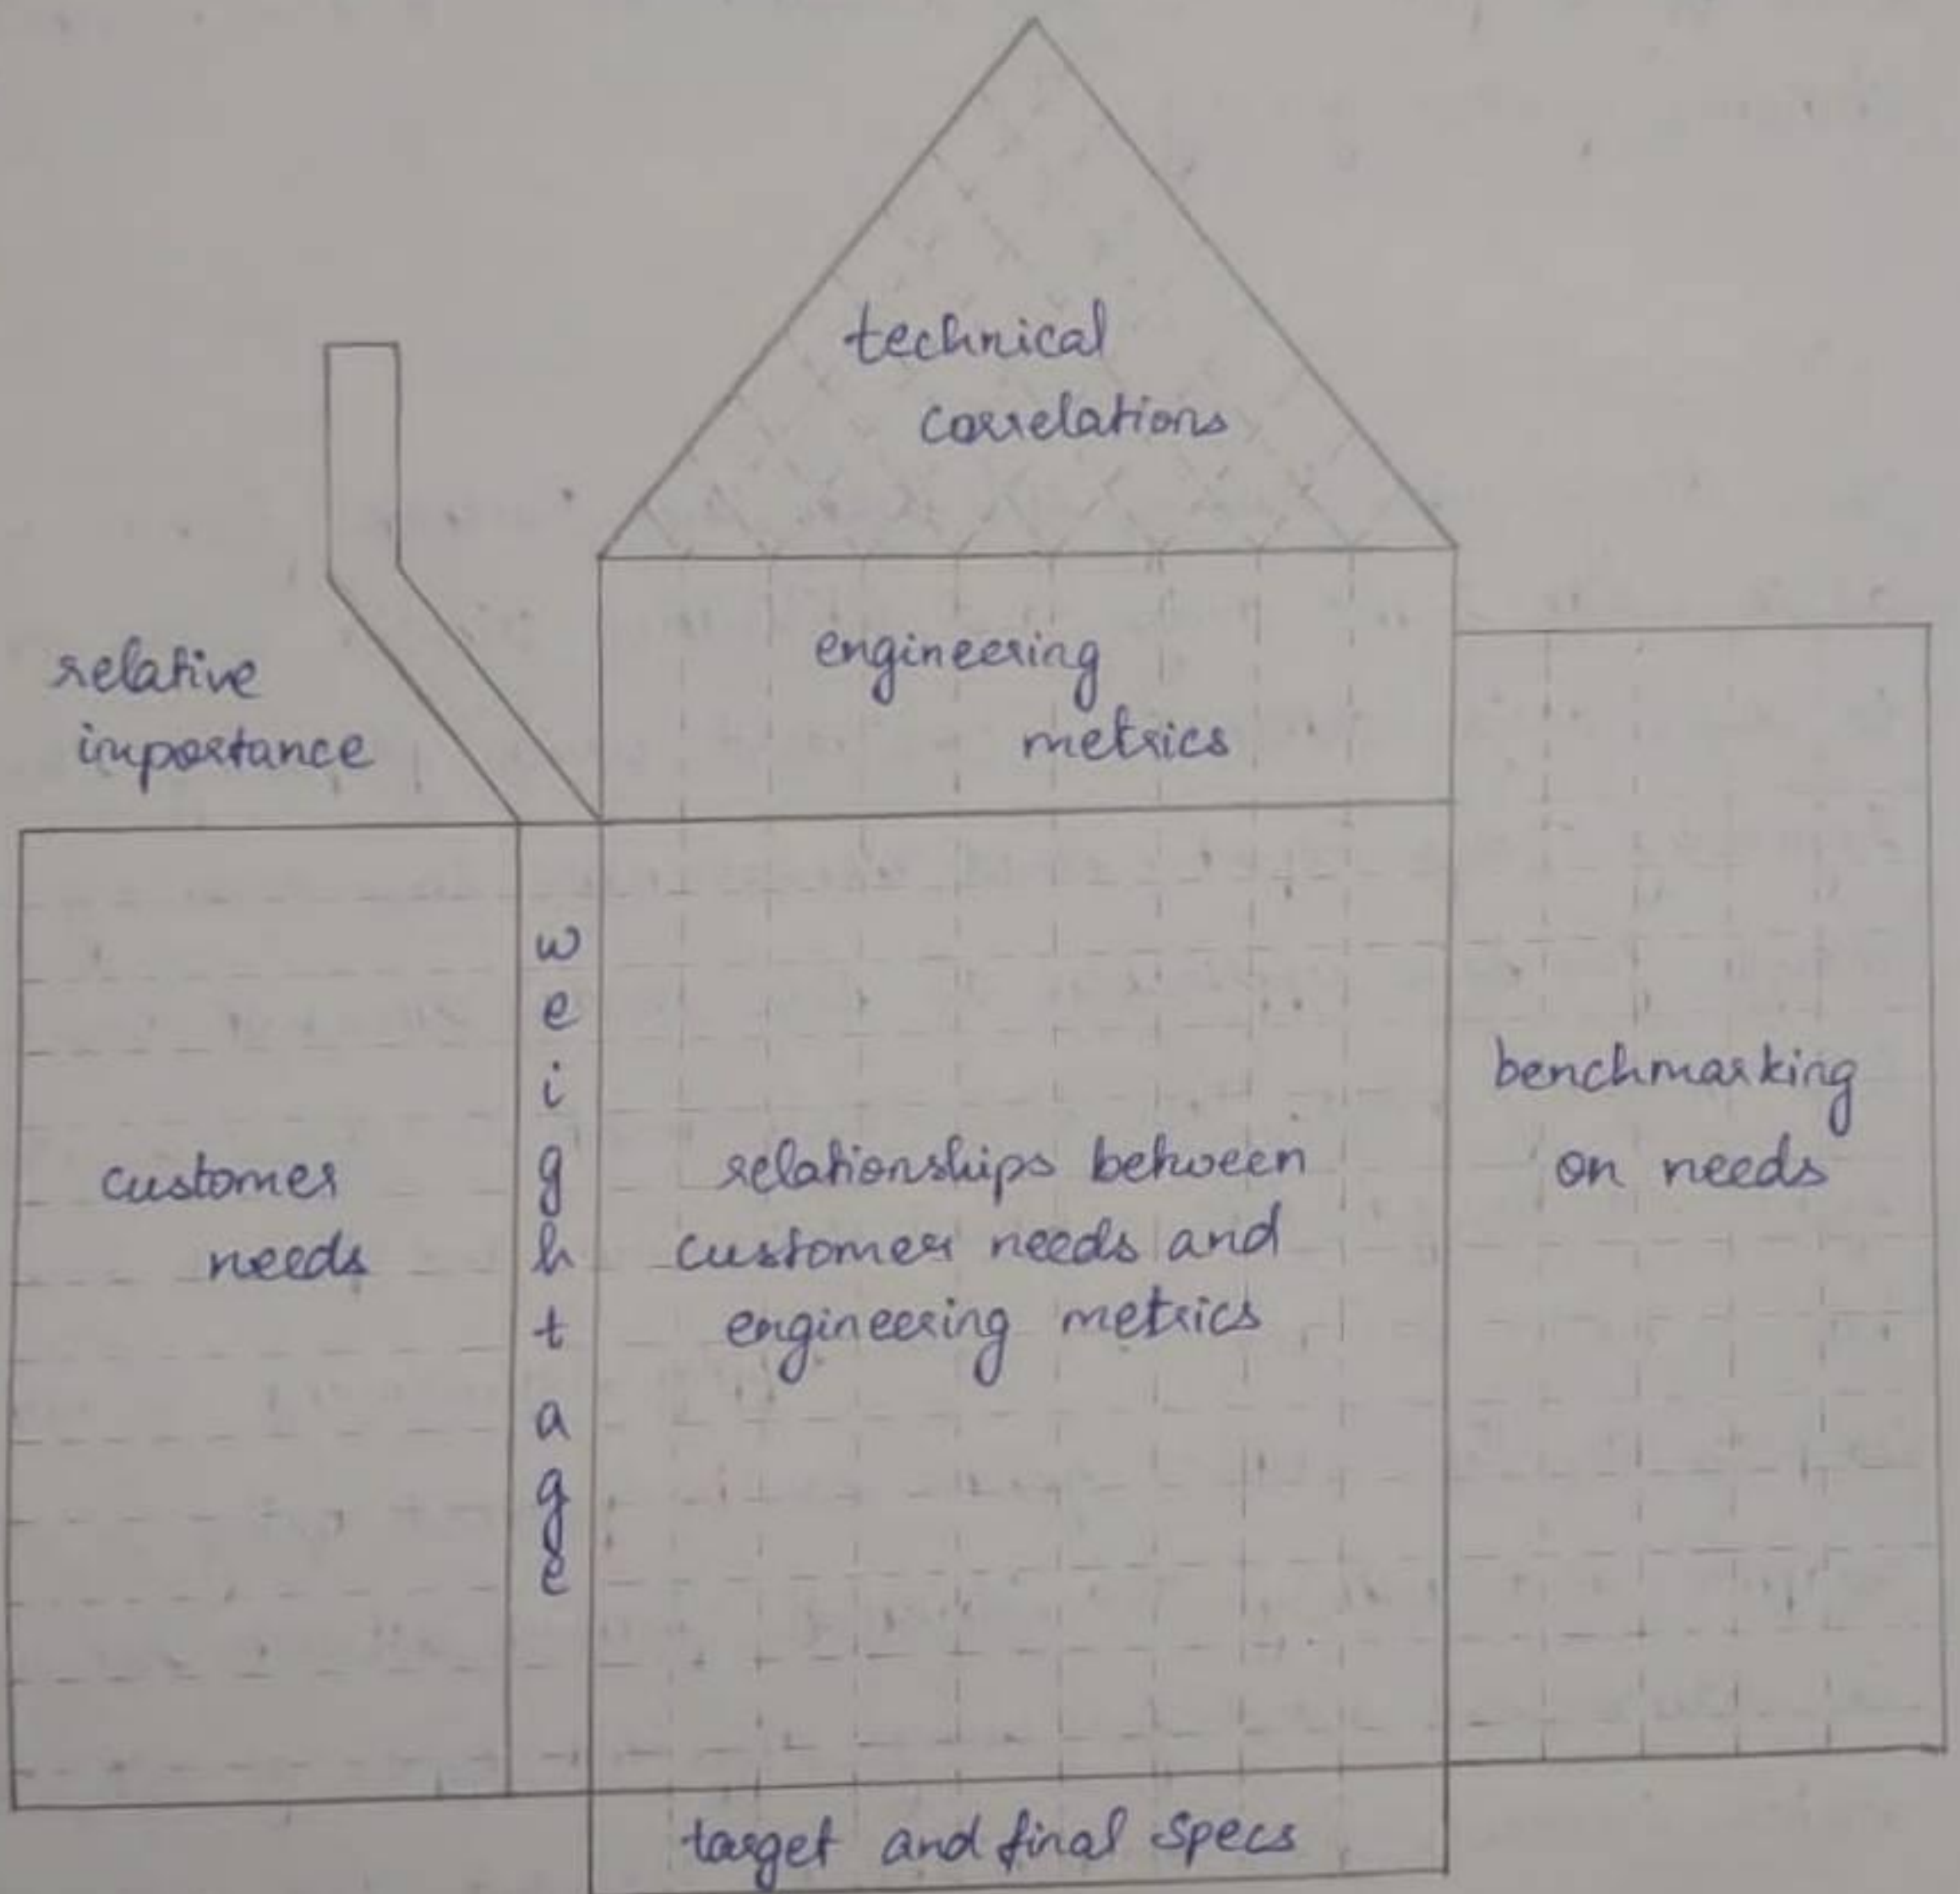 technical
correlations
engineering
metrics
relative
importance
customer
needs
weightage
relationships between
customer needs and
engineering metrics
benchmarking
on needs
target and final specs